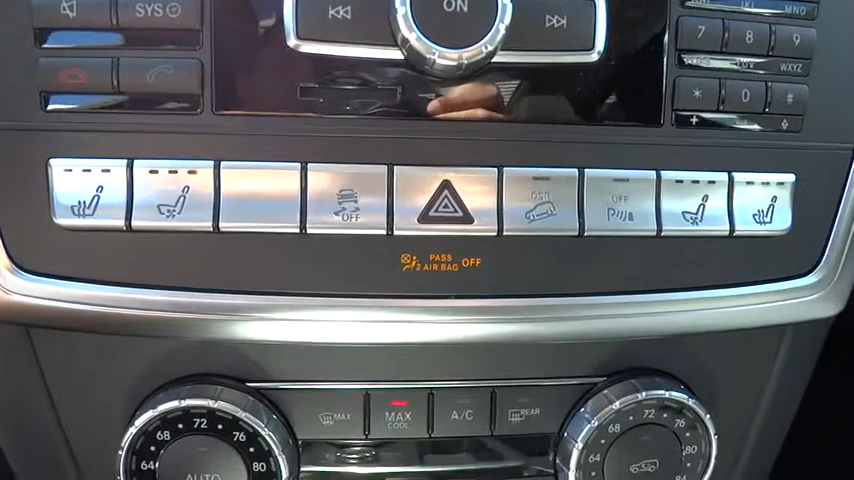 SYS
ON
MNO
7 8 9
WXYZ
* 0 #
OFF
DSR
OFF
PASS
2 AIR BAG OFF
MAX
MAX
COOL
A/C
REAR
68 72 76
64 80
AUTO
68 72 76
64 80
84